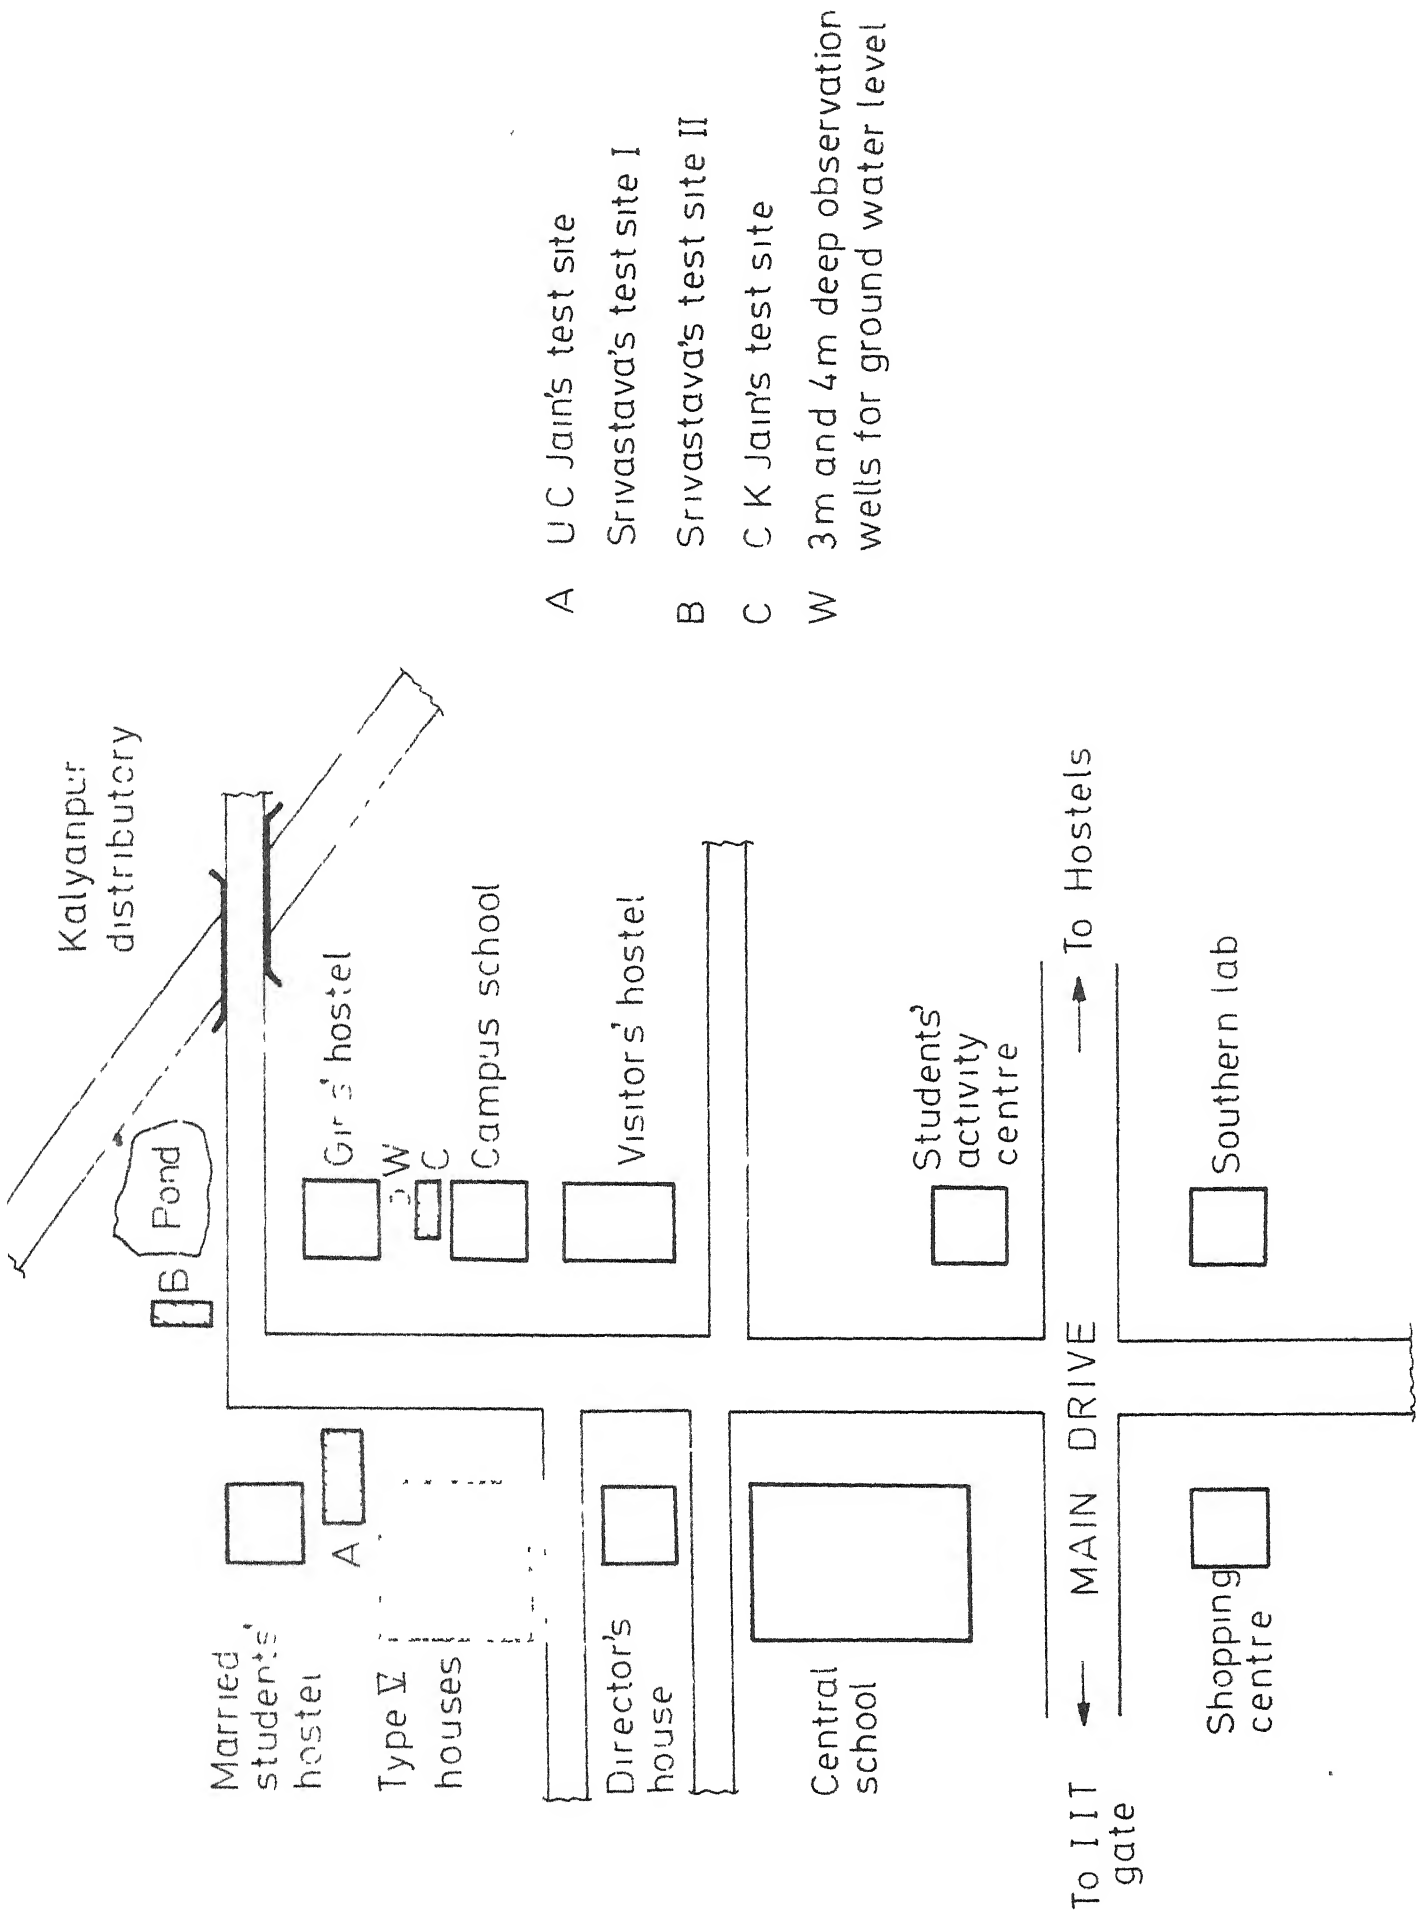 Kalyanpur
distributory
Pond
B
Girls' hostel
W
C
Campus school
Visitors' hostel
Married
students'
hostel
A
Type V
houses
Director's
house
Central
school
Students'
activity
centre
To Hostels
MAIN DRIVE
To IIT
gate
Shopping
centre
Southern lab
A U C Jain's test site
Srivastava's test site I
B Srivastava's test site II
C C K Jain's test site
W 3m and 4m deep observation
wells for ground water level